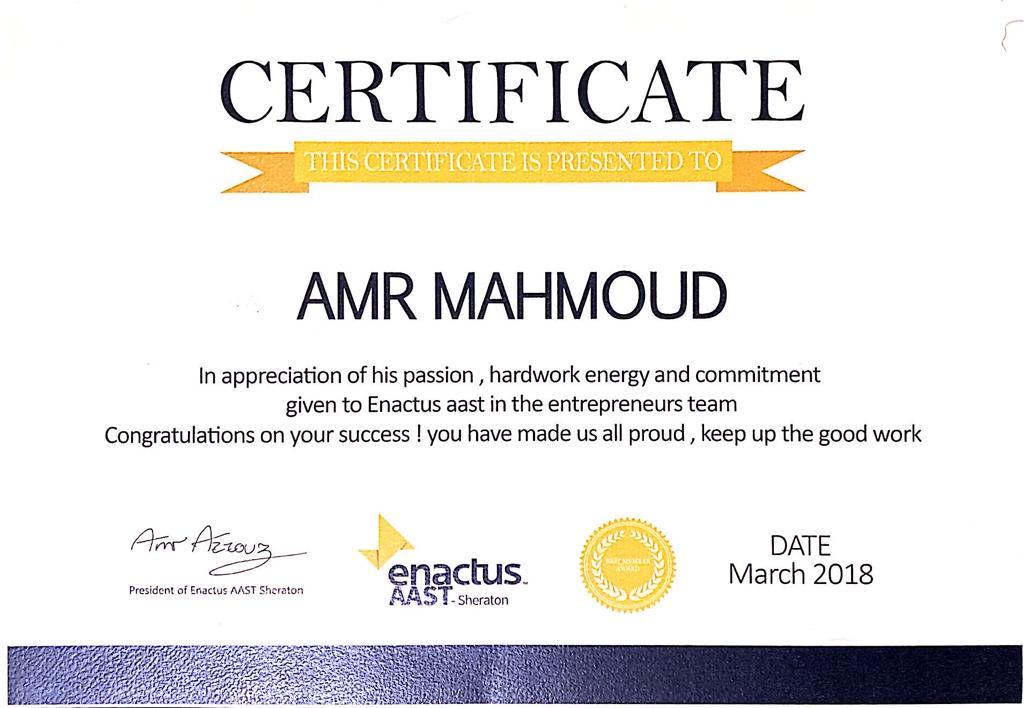 CERTIFICATE
THIS CERTIFICATE IS PRESENTED TO
AMR MAHMOUD
In appreciation of his passion , hardwork energy and commitment
given to Enactus aast in the entrepreneurs team
Congratulations on your success ! you have made us all proud , keep up the good work
Amr Azzouz
President of Enactus AAST Sheraton
enactus™
AAST - Sheraton
BEST MEMBER
AWARD
DATE
March 2018